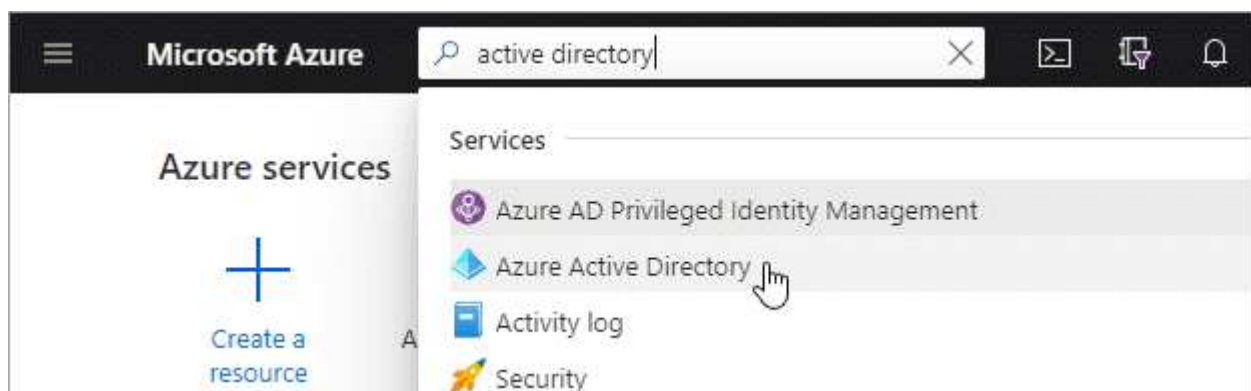 Microsoft Azure
active directory
Services
Azure services
Azure AD Privileged Identity Management
Azure Active Directory
Activity log
Create a
resource
A
Security